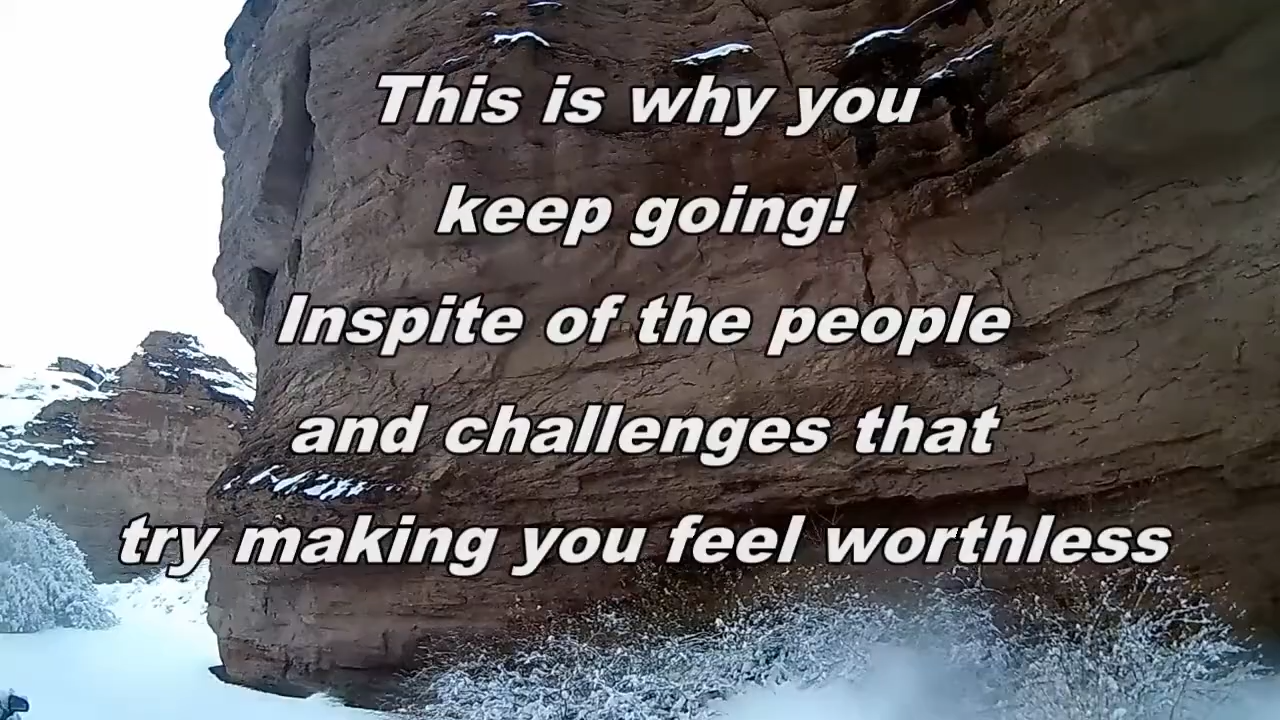 This is why you
keep going!
Inspite of the people
and challenges that
try making you feel worthless